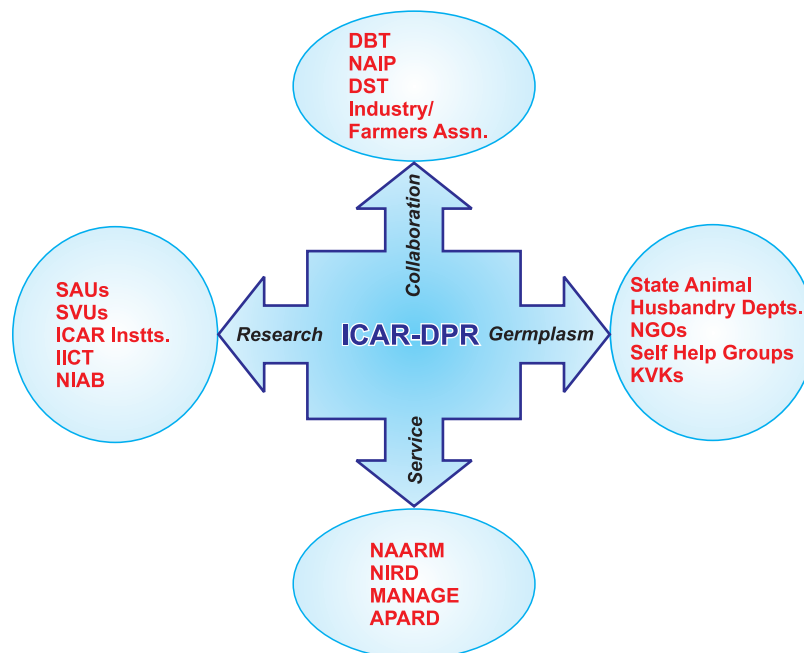 DBT
NAIP
DST
Industry/
Farmers Assn.
Collaboration
SAUs
SVUs
ICAR Instts.
IICT
NIAB
Research
ICAR-DPR
Germplasm
State Animal
Husbandry Depts.
NGOs
Self Help Groups
KVKs
Service
NAARM
NIRD
MANAGE
APARD